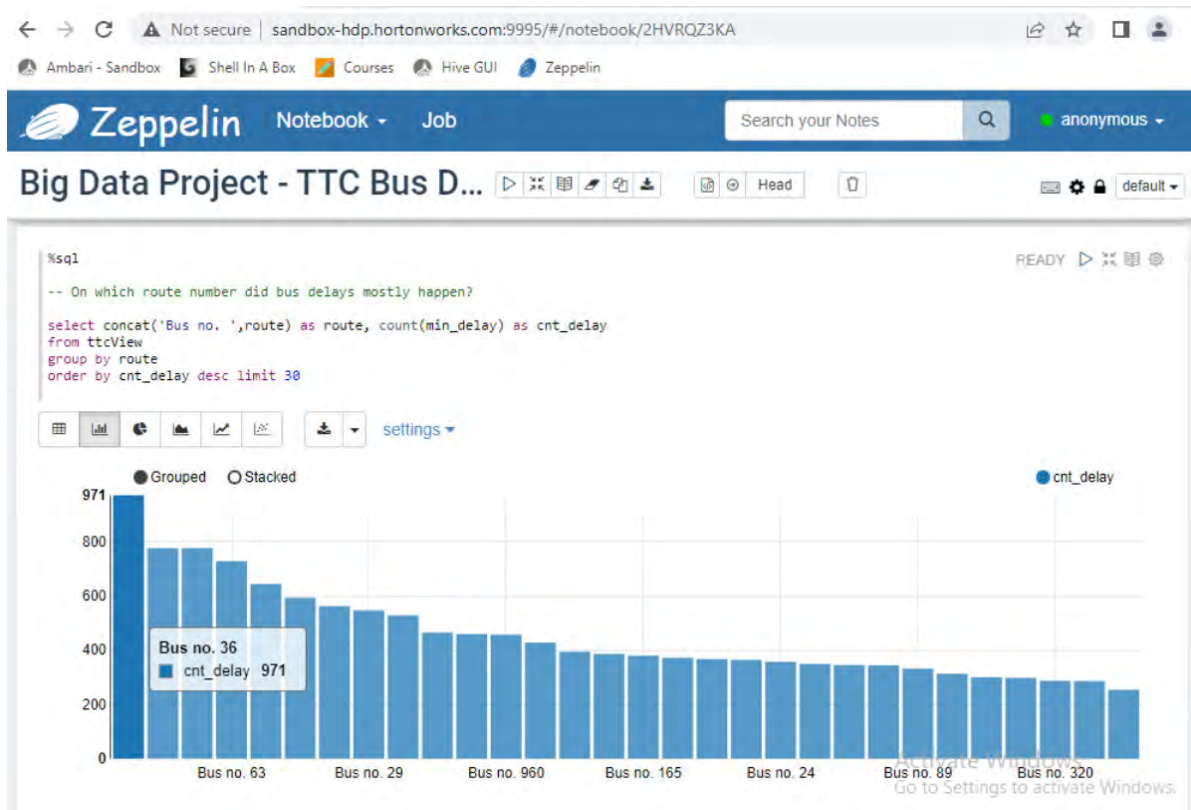 Not secure | sandbox-hdp.hortonworks.com:9995/#/notebook/2HVRQZ3KA
Ambari - Sandbox Shell In A Box Courses Hive GUI Zeppelin
Zeppelin Notebook Job Search your Notes anonymous
Big Data Project - TTC Bus D... Head default
%sql READY
-- On which route number did bus delays mostly happen?
select concat('Bus no. ',route) as route, count(min_delay) as cnt_delay
from ttcView
group by route
order by cnt_delay desc limit 30
settings
Grouped Stacked cnt_delay
971
800
600
400
200
0
Bus no. 36
cnt_delay 971
Bus no. 63 Bus no. 29 Bus no. 960 Bus no. 165 Bus no. 24 Bus no. 89 Bus no. 320
Activate Windows
Go to Settings to activate Windows.